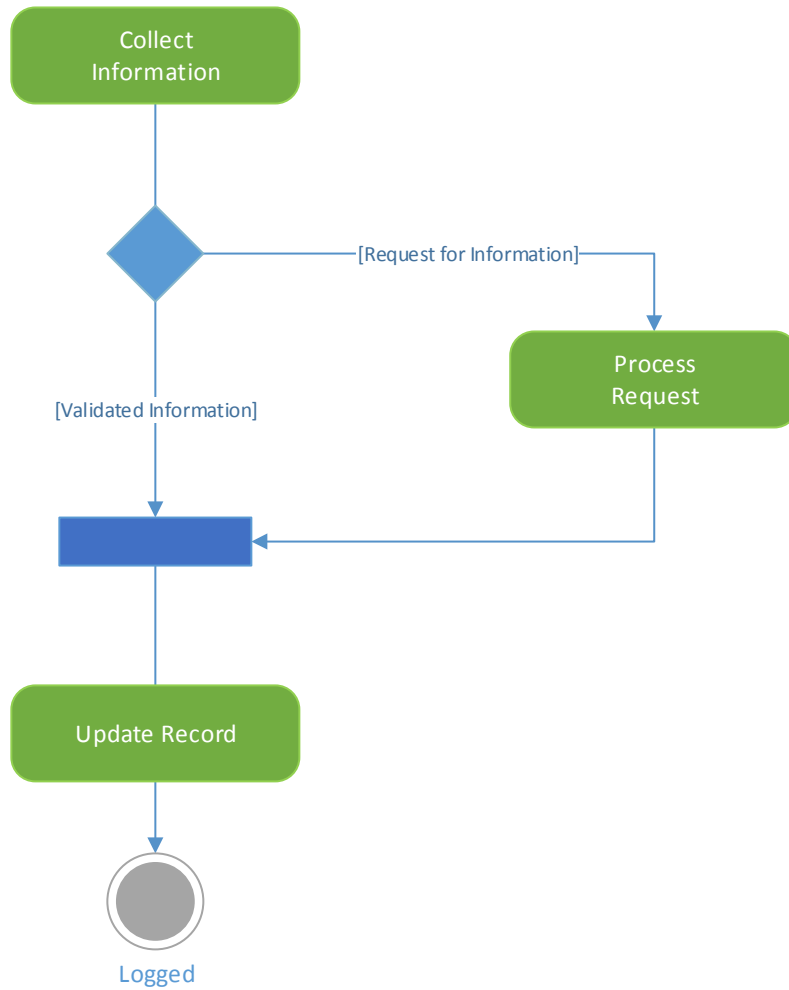 Collect
Information
[Request for Information]
Process
Request
[Validated Information]
Update Record
Logged